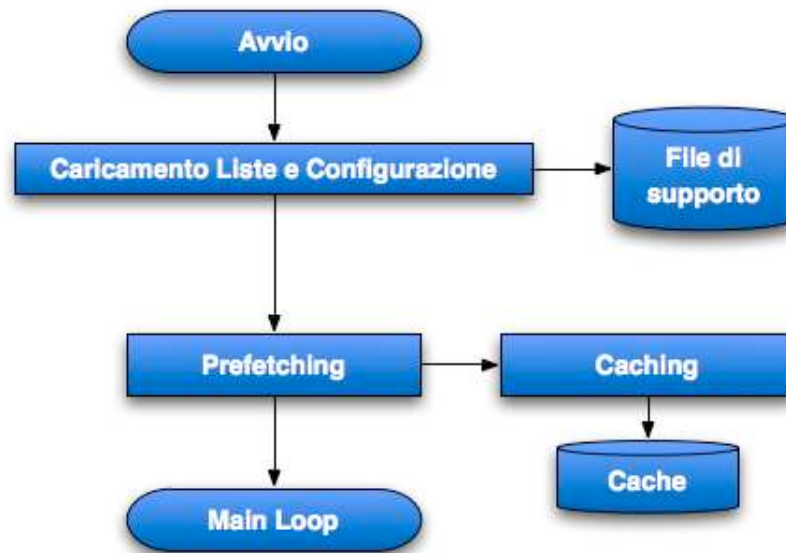 Avvio
Caricamento Liste e Configurazione
File di
supporto
Prefetching
Caching
Cache
Main Loop